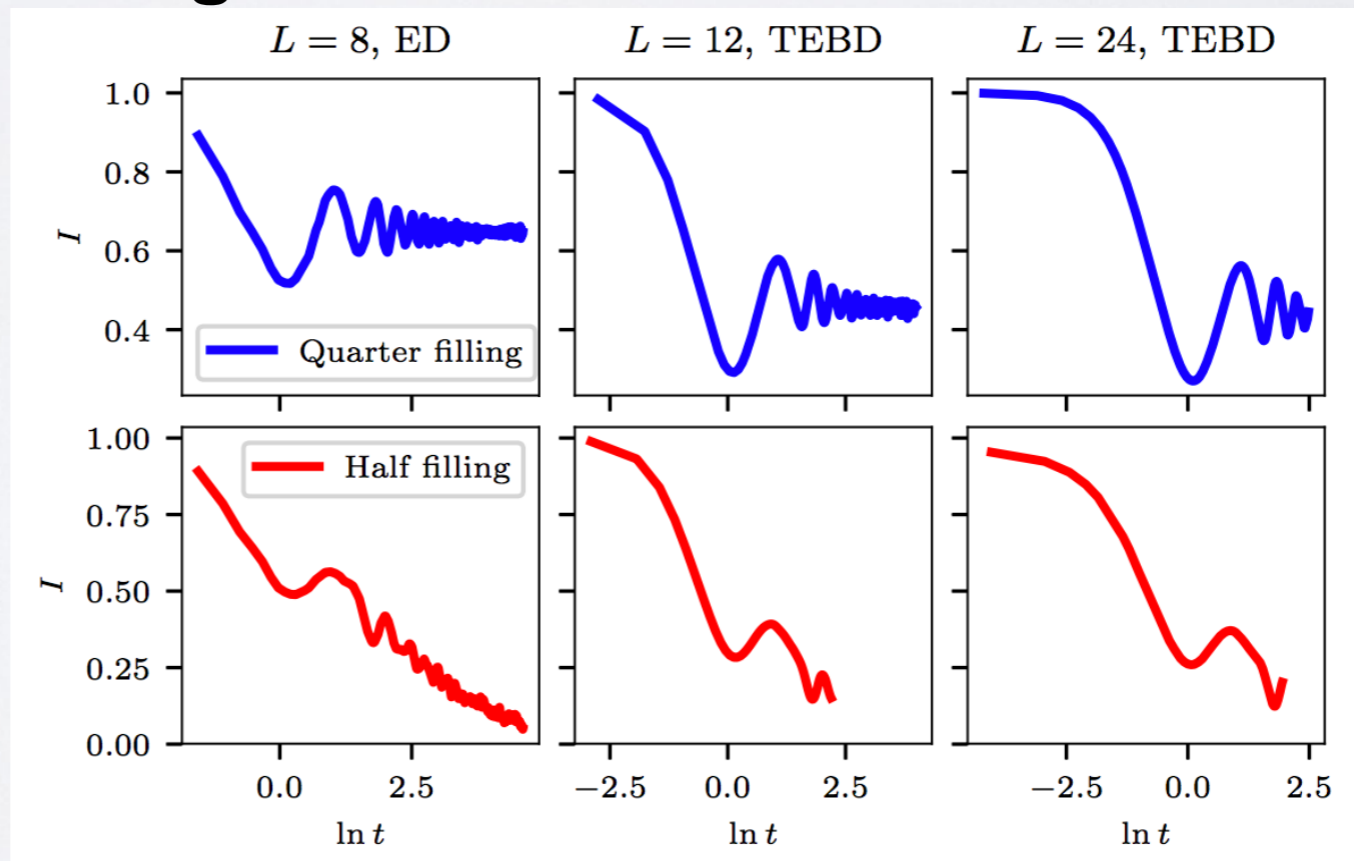 L = 8, ED
L = 12, TEBD
L = 24, TEBD
1.0
0.8
0.6
0.4
I
Quarter filling
1.00
0.75
0.50
0.25
0.00
I
Half filling
0.0 2.5
−2.5 0.0 2.5
−2.5 0.0 2.5
ln t
ln t
ln t